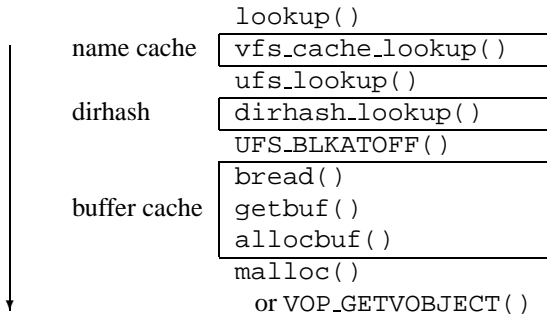 lookup()
name cache vfs_cache_lookup()
ufs_lookup()
dirhash dirhash_lookup()
UFS_BLKATOFF()
bread()
buffer cache getbuf()
allocbuf()
malloc()
or VOP_GETVOBJECT()